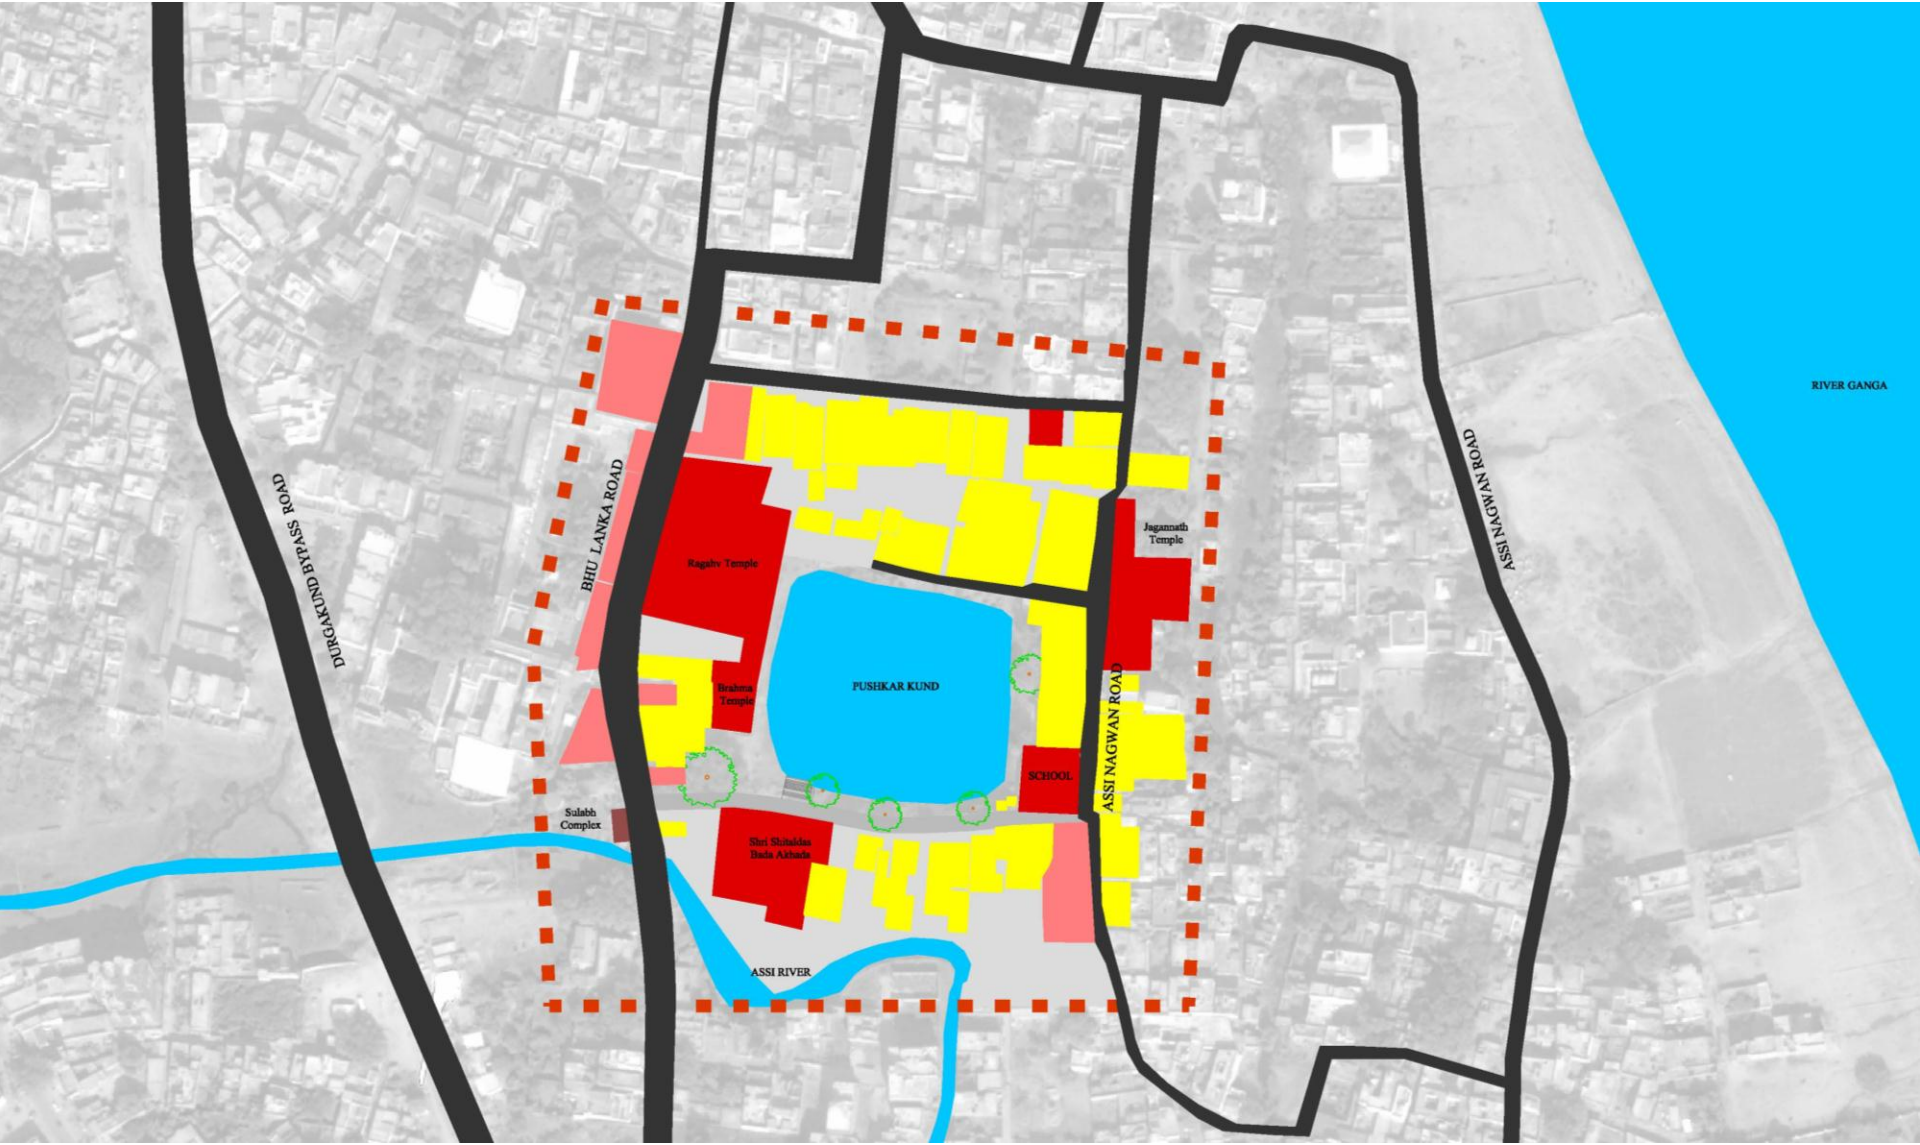 RIVER GANGA
DURGAKUND BYPASS ROAD
BHU LANKA ROAD
ASSI NAGWAN ROAD
Jagannath
Temple
Ragahv Temple
PUSHKAR KUND
Brahma
Temple
ASSI NAGWAN ROAD
SCHOOL
Sulabh
Complex
Shri Shitaldas
Bada Akhada
ASSI RIVER